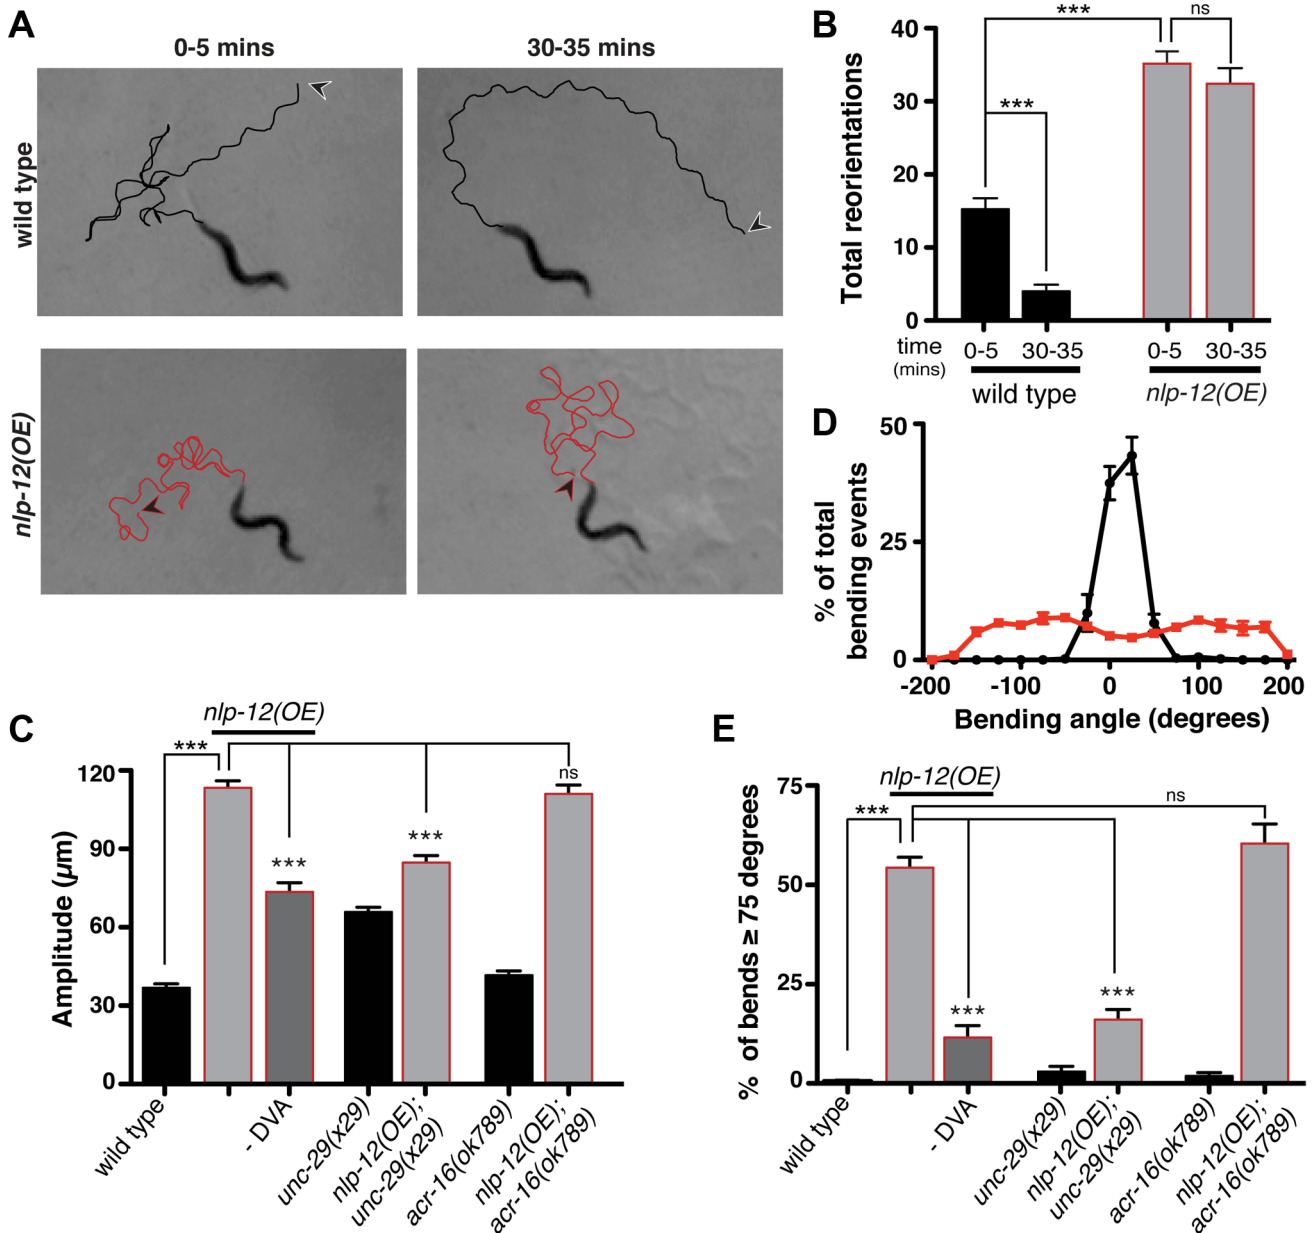 A
0-5 mins
30-35 mins
wild type
nlp-12(OE)
B
Total reorientations
40
30
20
10
0
***
ns
***
time
(mins)
0-5
30-35
0-5
30-35
wild type
nlp-12(OE)
D
% of total
bending events
50
25
0
-200
-100
0
100
200
Bending angle (degrees)
C
nlp-12(OE)
Amplitude (µm)
120
90
60
30
0
***
***
***
ns
wild type
- DVA
unc-29(x29)
nlp-12(OE);
unc-29(x29)
acr-16(ok789)
nlp-12(OE);
acr-16(ok789)
E
nlp-12(OE)
% of bends ≥ 75 degrees
75
50
25
0
***
ns
***
***
wild type
- DVA
unc-29(x29)
nlp-12(OE);
unc-29(x29)
acr-16(ok789)
nlp-12(OE);
acr-16(ok789)